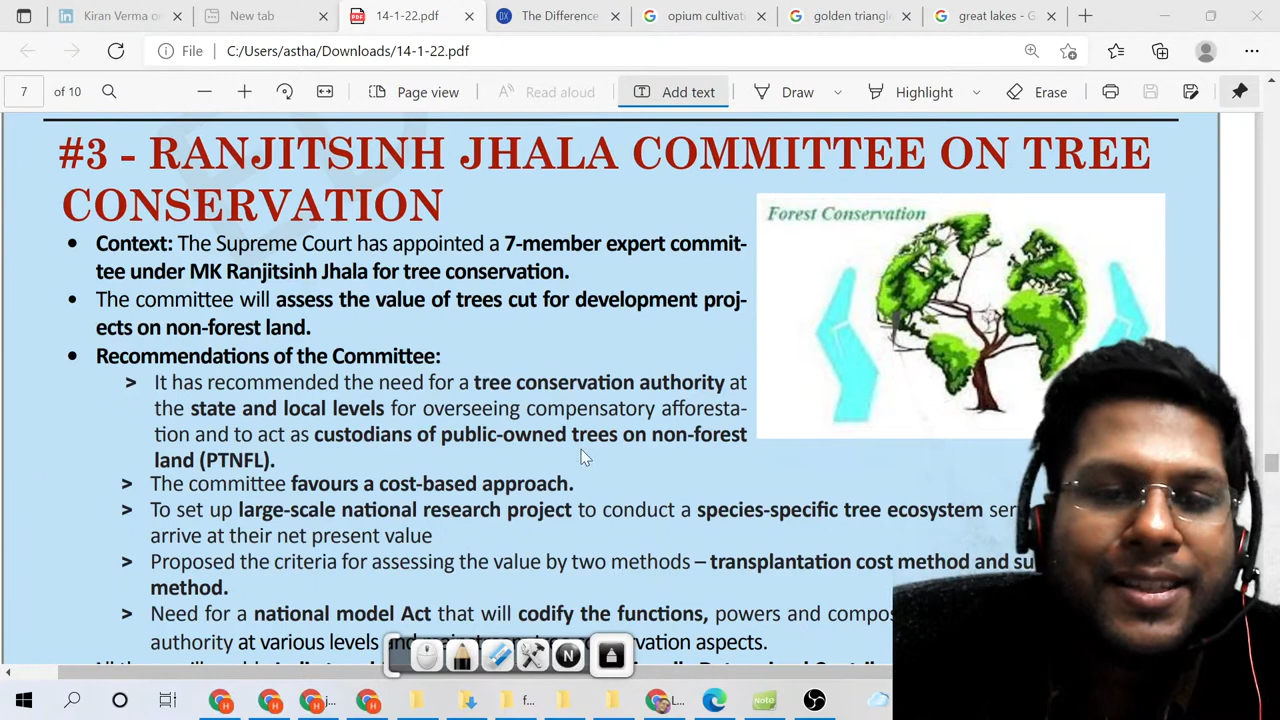 Kiran Verma
New tab
14-1-22.pdf
The Difference
opium cultivati
golden triangle
great lakes - G
File
C:/Users/astha/Downloads/14-1-22.pdf
7 of 10
Page view
Read aloud
Add text
Draw
Highlight
Erase
#3 - RANJITSINH JHALA COMMITTEE ON TREE
CONSERVATION
Forest Conservation
• Context: The Supreme Court has appointed a 7-member expert commit-
tee under MK Ranjitsinh Jhala for tree conservation.
• The committee will assess the value of trees cut for development proj-
ects on non-forest land.
• Recommendations of the Committee:
> It has recommended the need for a tree conservation authority at
the state and local levels for overseeing compensatory afforesta-
tion and to act as custodians of public-owned trees on non-forest
land (PTNFL).
> The committee favours a cost-based approach.
> To set up large-scale national research project to conduct a species-specific tree ecosystem ser
arrive at their net present value
> Proposed the criteria for assessing the value by two methods – transplantation cost method and su
method.
> Need for a national model Act that will codify the functions, powers and compos
authority at various levels and aspects.